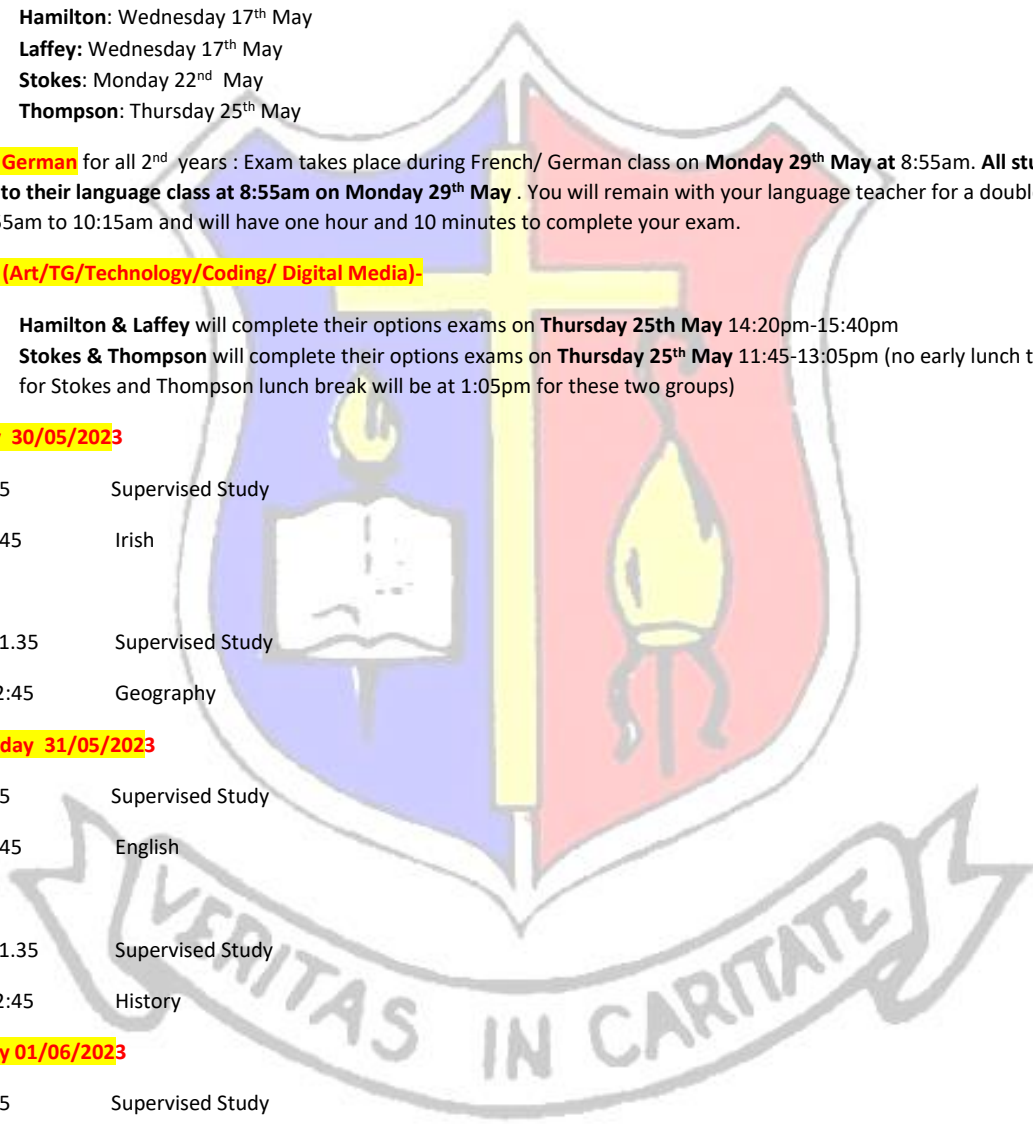 Hamilton: Wednesday 17th May
Laffey: Wednesday 17th May
Stokes: Monday 22nd May
Thompson: Thursday 25th May
German for all 2nd years : Exam takes place during French/ German class on Monday 29th May at 8:55am. All
to their language class at 8:55am on Monday 29th May . You will remain with your language teacher for a
5am to 10:15am and will have one hour and 10 minutes to complete your exam.
(Art/TG/Technology/Coding/ Digital Media)-
Hamilton & Laffey will complete their options exams on Thursday 25th May 14:20pm-15:40pm
Stokes & Thompson will complete their options exams on Thursday 25th May 11:45-13:05pm (no early lunch
for Stokes and Thompson lunch break will be at 1:05pm for these two groups)
30/05/2023
5 Supervised Study
45 Irish
1.35 Supervised Study
2:45 Geography
day 31/05/2023
5 Supervised Study
45 English
1.35 Supervised Study
2:45 History
y 01/06/2023
5 Supervised Study
VERITAS IN CARITATE